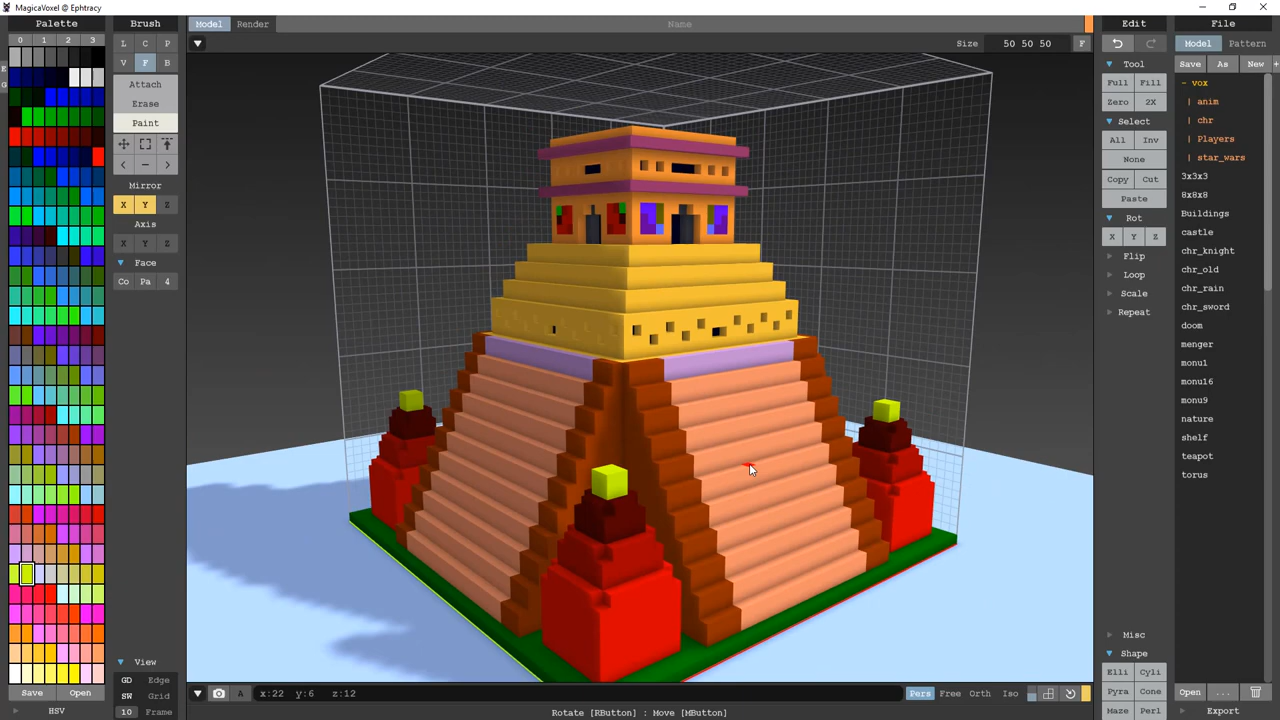 MagicaVoxel @ Ephtracy
Palette
0 1 2 3
Save Open
HSV
Brush
L C P
V F B
Attach
Erase
Paint
Mirror
X Y Z
Axis
X Y Z
Face
Co Pa 4
View
GD Edge
SW Grid
10 Frame
Model Render
Name
Size 50 50 50 F
A x:22 y:6 z:12
Pers Free Orth Iso
Rotate [RButton] : Move [MButton]
Edit
Tool
Full Fill
Zero 2X
Select
All Inv
None
Copy Cut
Paste
Rot
X Y Z
Flip
Loop
Scale
Repeat
Misc
Shape
Elli Cyli
Pyra Cone
Maze Perl
File
Model Pattern
Save As New +
- vox
| anim
| chr
| Players
| star_wars
3x3x3
8x8x8
Buildings
castle
chr_knight
chr_old
chr_rain
chr_sword
doom
menger
monu1
monu16
monu9
nature
shelf
teapot
torus
Open ...
Export